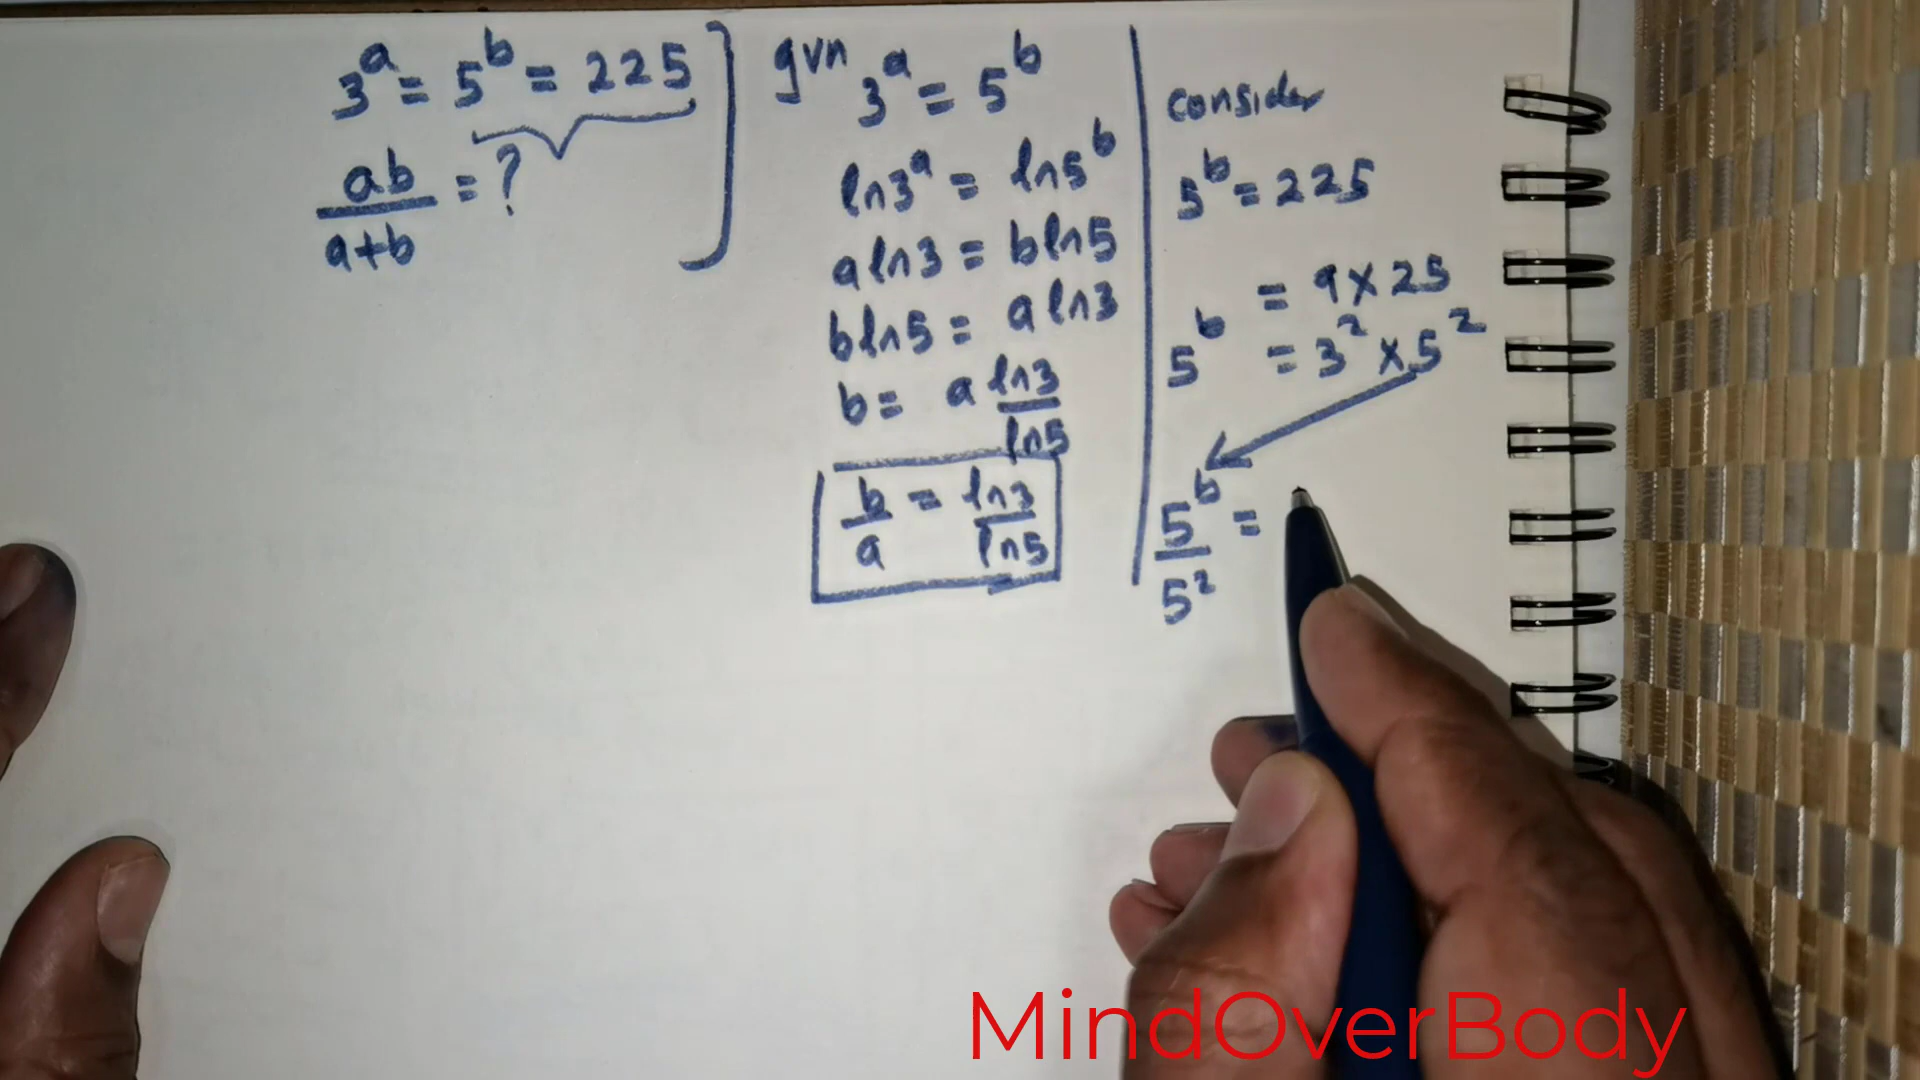 3^a = 5^b = 225
ab/a+b = ?
gvn 3^a = 5^b
ln3^a = ln5^b
aln3 = bln5
bln5 = aln3
b = a ln3/ln5
b/a = ln3/ln5
consider
5^b = 225
= 9 × 25
5^b = 3^2 × 5^2
5^b/5^2 =
MindOverBody